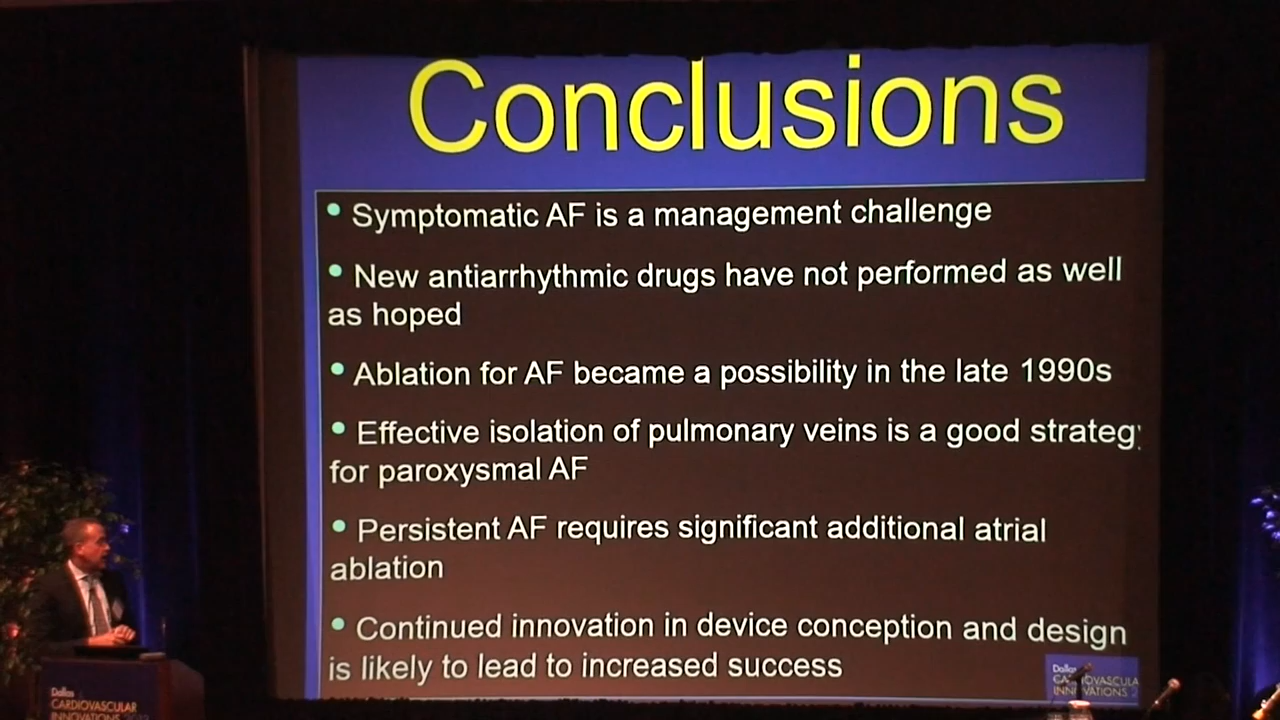 Conclusions
• Symptomatic AF is a management challenge
• New antiarrhythmic drugs have not performed as well
as hoped
• Ablation for AF became a possibility in the late 1990s
• Effective isolation of pulmonary veins is a good strateg
for paroxysmal AF
• Persistent AF requires significant additional atrial
ablation
• Continued innovation in device conception and design
is likely to lead to increased success
Dallas
CARDIOVASCULAR
INNOVATIONS
Dallas